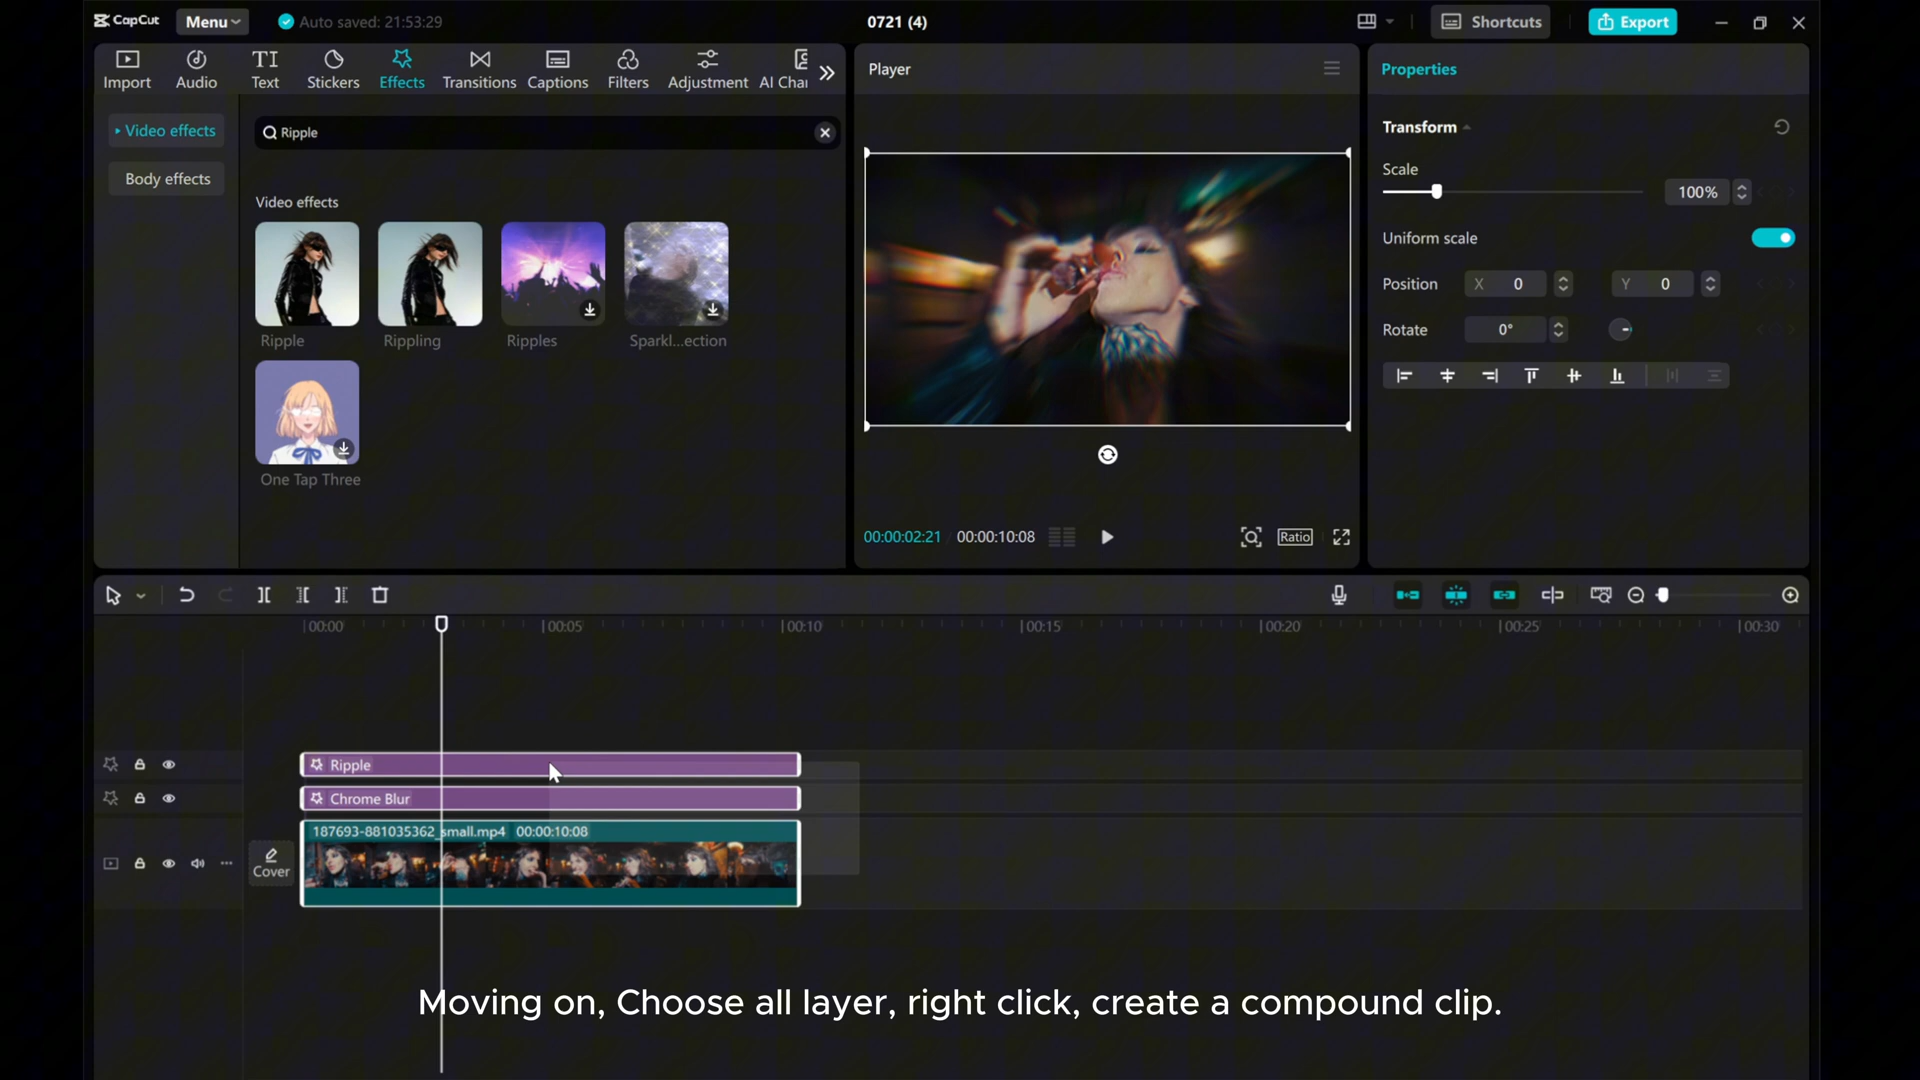 CapCut
Menu
Auto saved: 21:53:29
0721 (4)
Shortcuts
Export
Import
Audio
TI
Text
Stickers
Effects
Transitions
Captions
Filters
Adjustment
AI Chai
Player
Properties
Video effects
Body effects
Ripple
Video effects
Ripple
Rippling
Ripples
Sparkl...ection
One Tap Three
Transform
Scale
100%
Uniform scale
Position
X
0
Y
0
Rotate
0°
00:00:02:21
00:00:10:08
Ratio
00:00
00:05
00:10
00:15
00:20
00:25
00:30
Ripple
Chrome Blur
187693-881035362_small.mp4 00:00:10:08
Cover
Moving on, Choose all layer, right click, create a compound clip.